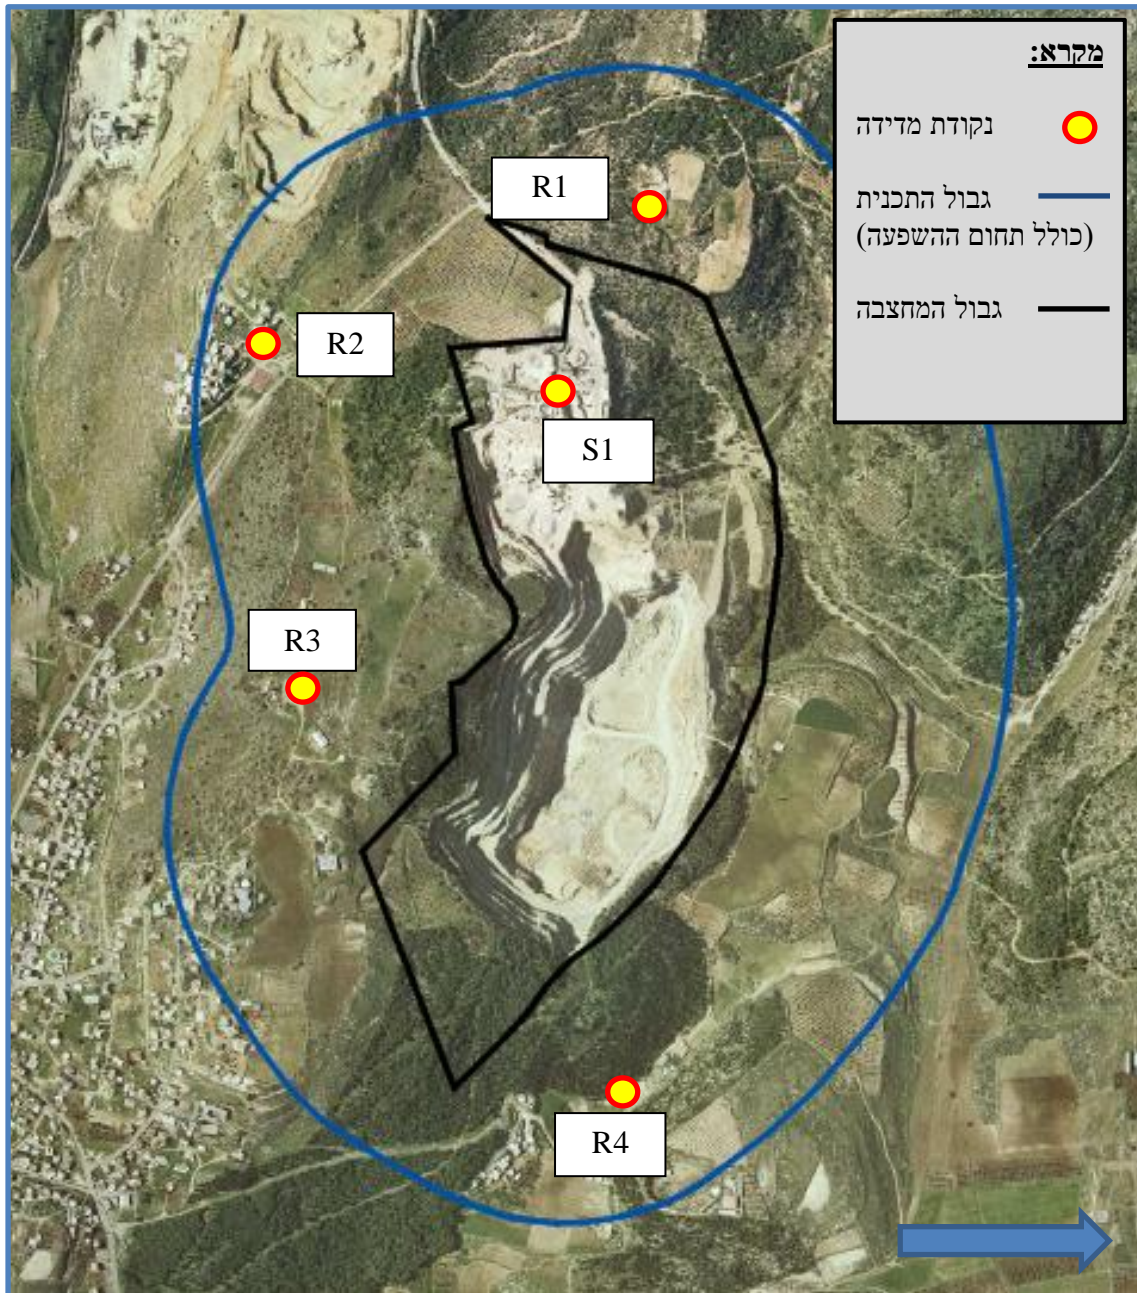 מקרא:
נקודת מדידה
גבול התכנית
(כולל תחום ההשפעה)
גבול המחצבה
R1
R2
S1
R3
R4